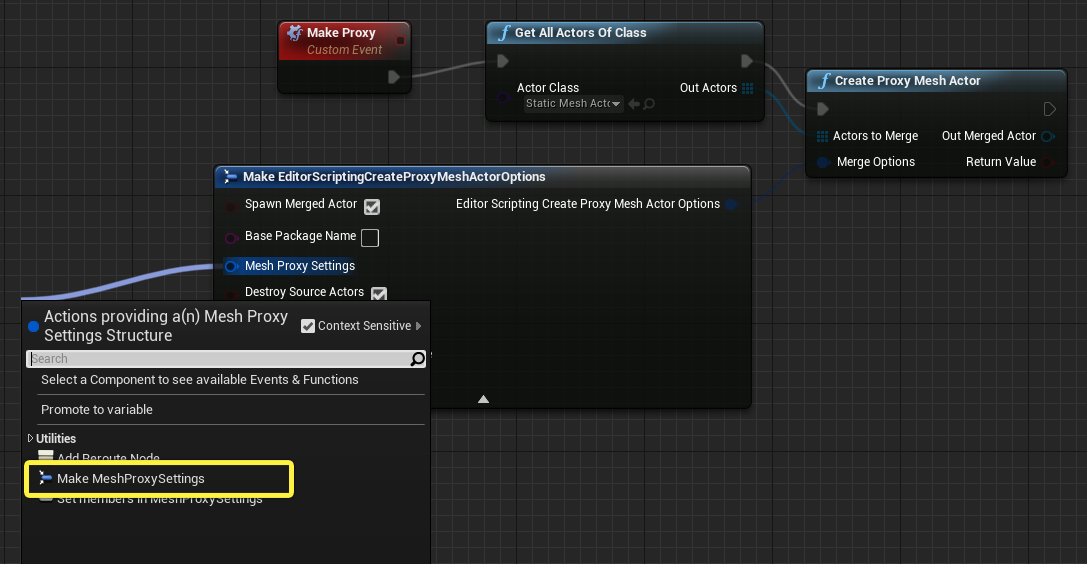 Make Proxy
Custom Event
Get All Actors Of Class
Actor Class
Static Mesh Actc
Out Actors
Create Proxy Mesh Actor
Actors to Merge
Out Merged Actor
Merge Options
Return Value
Make EditorScriptingCreateProxyMeshActorOptions
Spawn Merged Actor
Editor Scripting Create Proxy Mesh Actor Options
Base Package Name
Mesh Proxy Settings
Destroy Source Actors
Actions providing a(n) Mesh Proxy
Settings Structure
Context Sensitive
Search
Select a Component to see available Events & Functions
Promote to variable
Utilities
Add Reroute Node
Make MeshProxySettings
Set members in MeshProxySettings